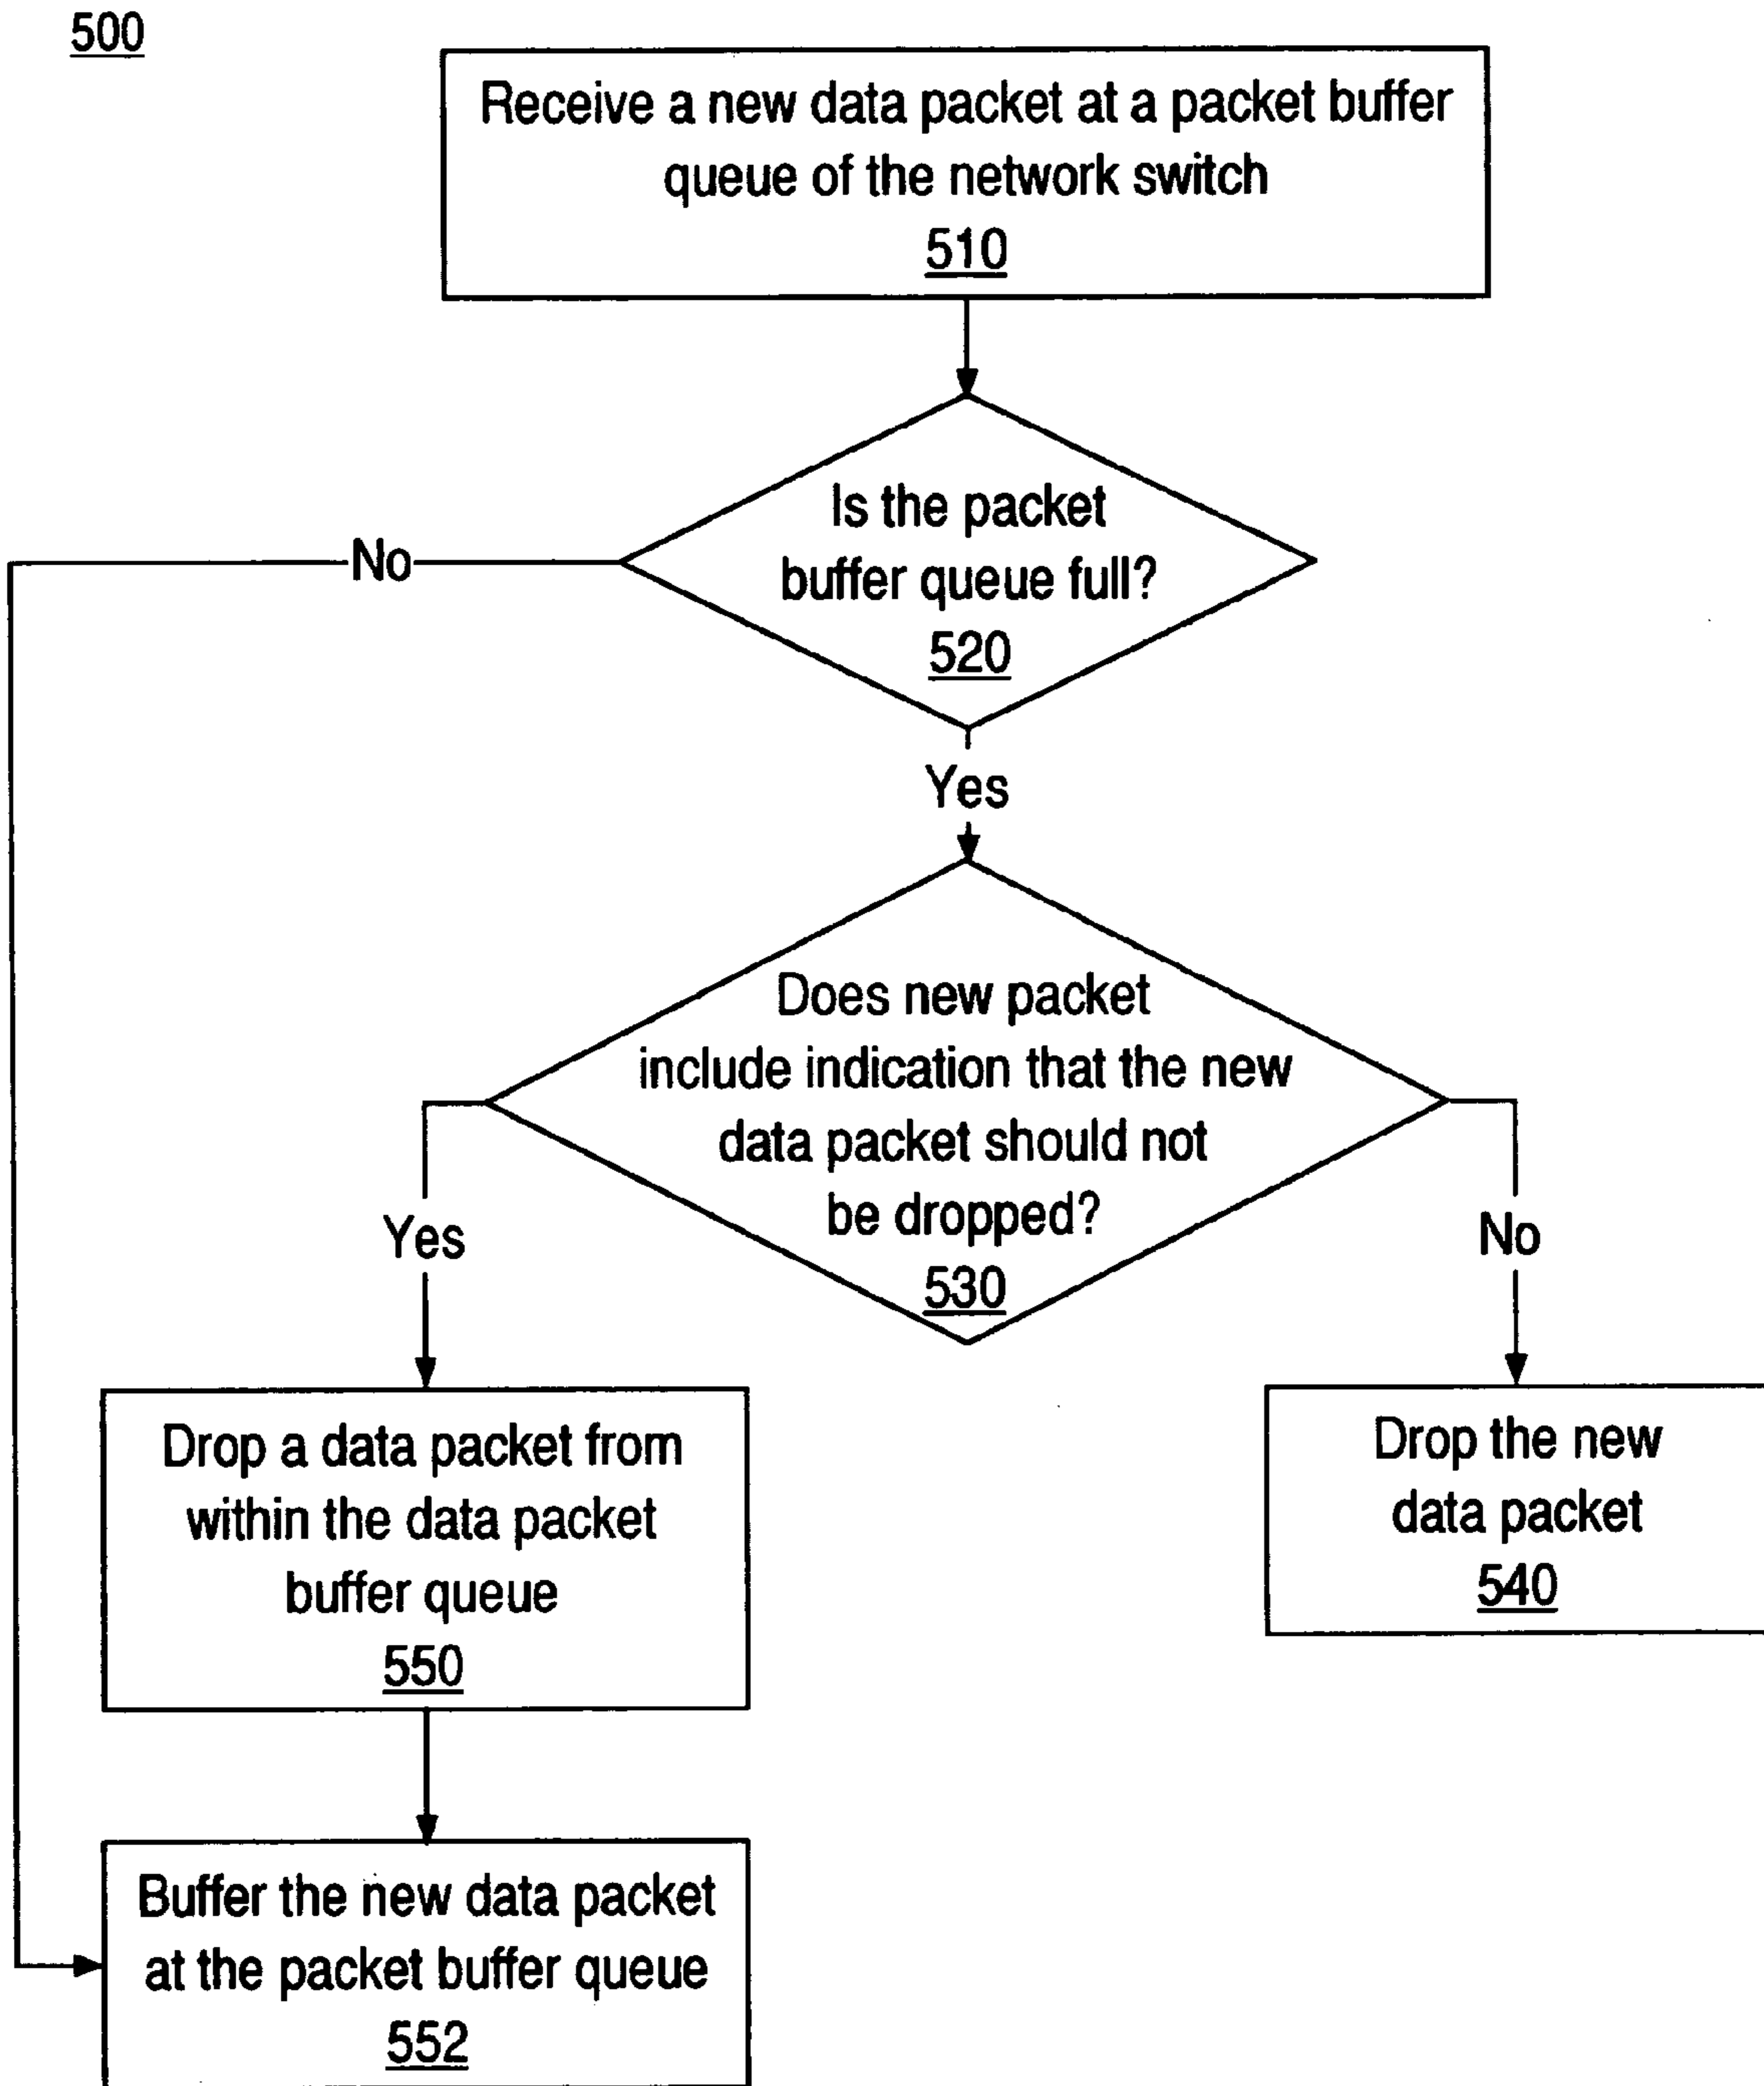 500
Receive a new data packet at a packet buffer
queue of the network switch
510
Is the packet
buffer queue full?
520
No
Yes
Does new packet
include indication that the new
data packet should not
be dropped?
530
Yes
No
Drop a data packet from
within the data packet
buffer queue
550
Drop the new
data packet
540
Buffer the new data packet
at the packet buffer queue
552